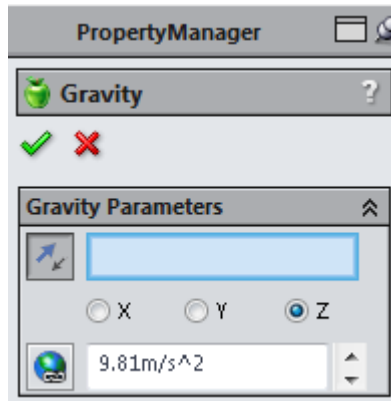 PropertyManager
Gravity ?
Gravity Parameters
X Y Z
9.81m/s^2